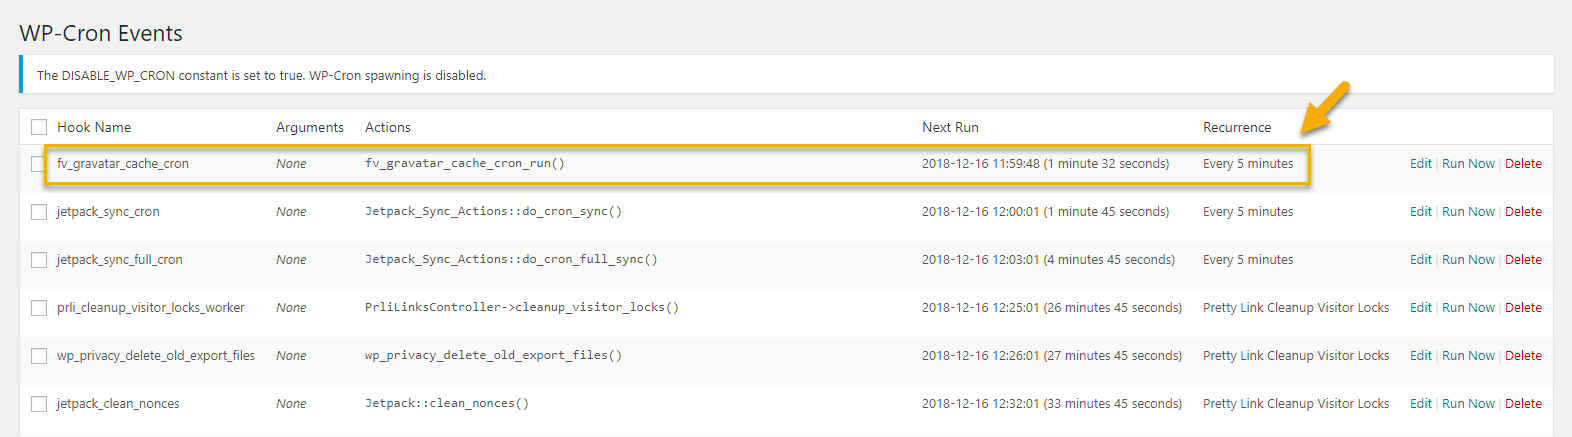 WP-Cron Events
The DISABLE_WP_CRON constant is set to true. WP-Cron spawning is disabled.
Hook Name Arguments Actions Next Run Recurrence
fv_gravatar_cache_cron None fv_gravatar_cache_cron_run() 2018-12-16 11:59:48 (1 minute 32 seconds) Every 5 minutes Edit | Run Now | Delete
jetpack_sync_cron None Jetpack_Sync_Actions::do_cron_sync() 2018-12-16 12:00:01 (1 minute 45 seconds) Every 5 minutes Edit | Run Now | Delete
jetpack_sync_full_cron None Jetpack_Sync_Actions::do_cron_full_sync() 2018-12-16 12:03:01 (4 minutes 45 seconds) Every 5 minutes Edit | Run Now | Delete
prli_cleanup_visitor_locks_worker None PrliLinksController->cleanup_visitor_locks() 2018-12-16 12:25:01 (26 minutes 45 seconds) Pretty Link Cleanup Visitor Locks Edit | Run Now | Delete
wp_privacy_delete_old_export_files None wp_privacy_delete_old_export_files() 2018-12-16 12:26:01 (27 minutes 45 seconds) Pretty Link Cleanup Visitor Locks Edit | Run Now | Delete
jetpack_clean_nonces None Jetpack::clean_nonces() 2018-12-16 12:32:01 (33 minutes 45 seconds) Pretty Link Cleanup Visitor Locks Edit | Run Now | Delete